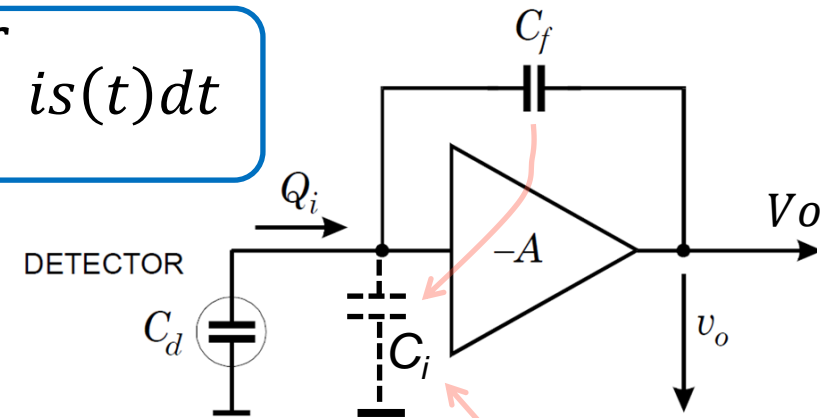 is(t)dt
C_f
Q_i
Vo
DETECTOR
–A
C_d
C_i
v_o